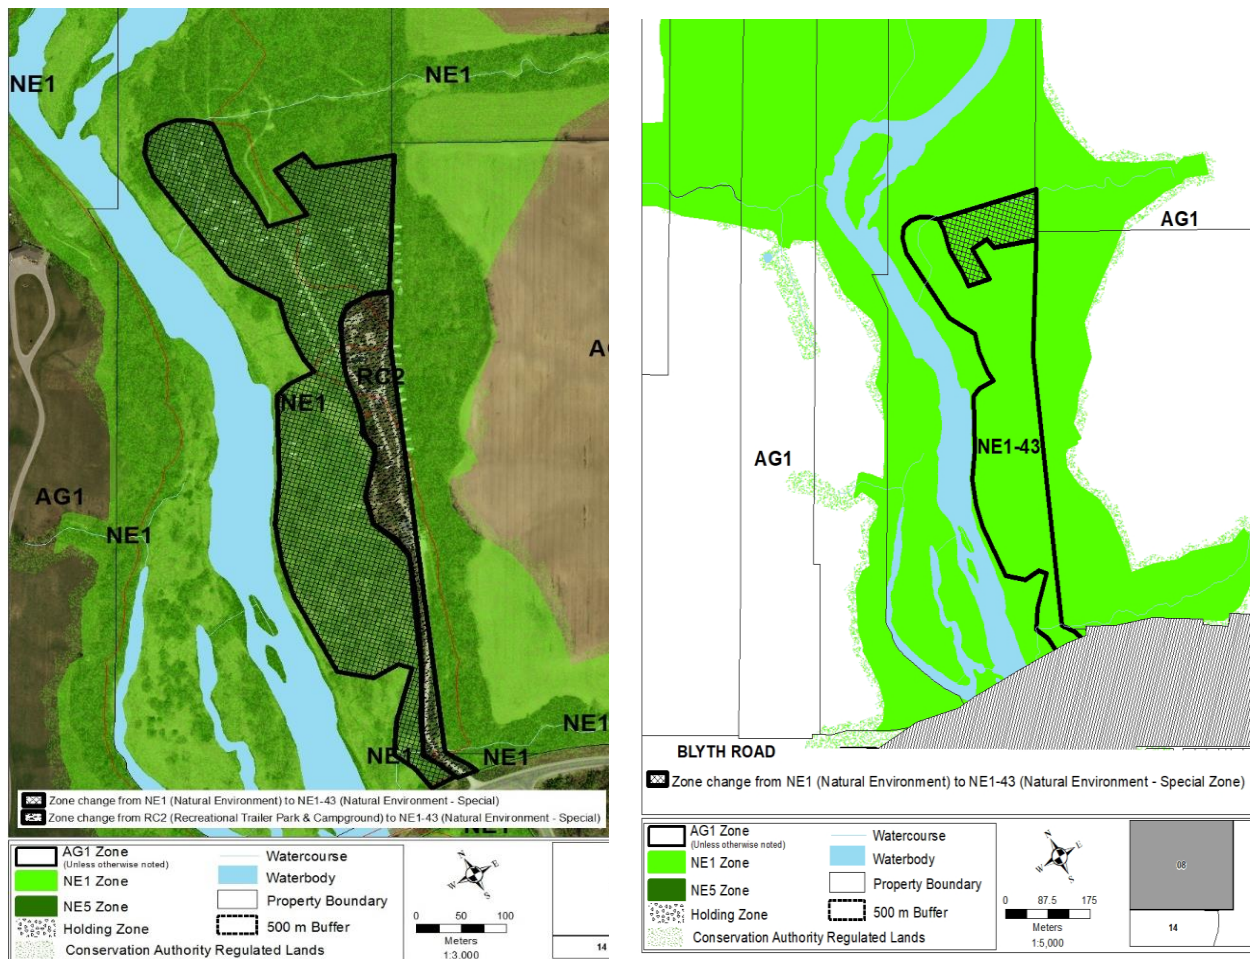 NE1
NE1
A
RC2
NE1
AG1
NE1
NE1
NE1
NE1
Zone change from NE1 (Natural Environment) to NE1-43 (Natural Environment - Special)
Zone change from RC2 (Recreational Trailer Park & Campground) to NE1-43 (Natural Environment - Special)
NE1
AG1 Zone
(Unless otherwise noted)
NE1 Zone
NE5 Zone
Holding Zone
Conservation Authority Regulated Lands
Watercourse
Waterbody
Property Boundary
500 m Buffer
N
W E
S
0 50 100
Meters
1:3,000
14
AG1
AG1
NE1-43
BLYTH ROAD
Zone change from NE1 (Natural Environment) to NE1-43 (Natural Environment - Special Zone)
AG1 Zone
(Unless otherwise noted)
NE1 Zone
NE5 Zone
Holding Zone
Conservation Authority Regulated Lands
Watercourse
Waterbody
Property Boundary
500 m Buffer
N
W E
S
0 87.5 175
Meters
1:5,000
08
14